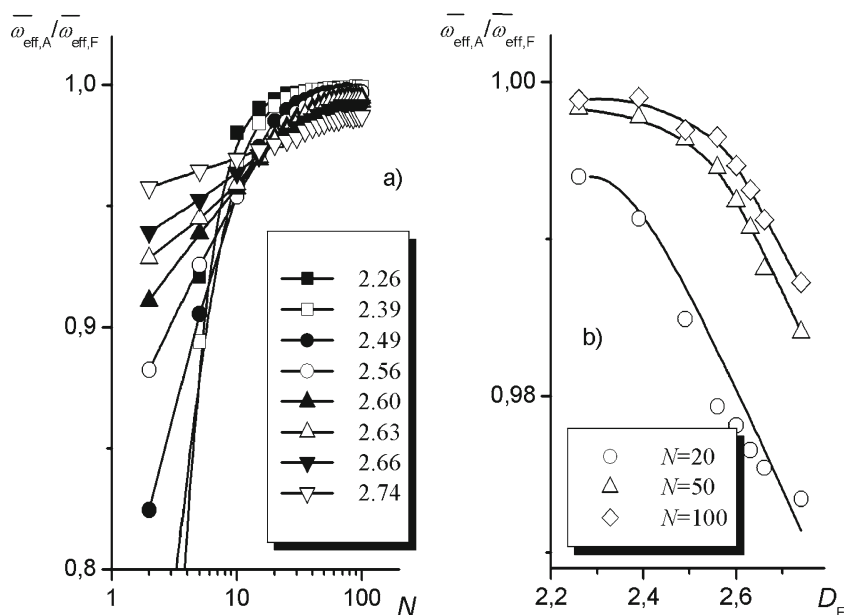 ω̅eff,A/ω̅eff,F
1,0
0,9
0,8
1
10
100
N
a)
2.26
2.39
2.49
2.56
2.60
2.63
2.66
2.74
ω̅eff,A/ω̅eff,F
1,00
0,98
2,2
2,4
2,6
b)
N=20
N=50
N=100